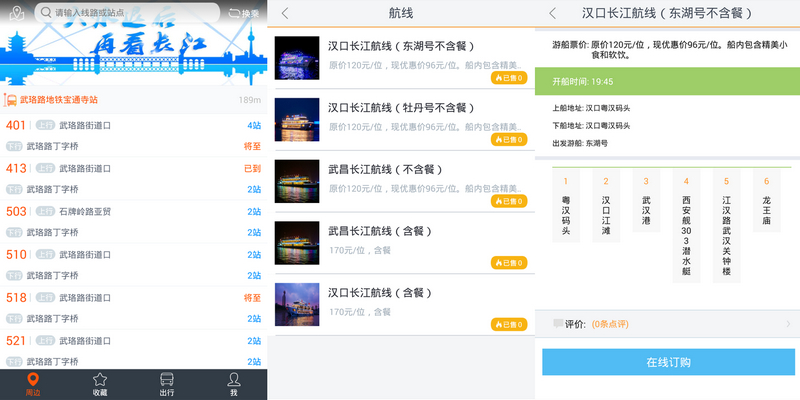 请输入线路或站点
换乘
再看长江
武珞路地铁宝通寺站
189m
401 上行 武珞路街道口
4站
下行 武珞路丁字桥
将至
413 上行 武珞路街道口
已到
下行 武珞路丁字桥
2站
503 上行 石牌岭路亚贸
2站
下行 武珞路丁字桥
2站
510 上行 武珞路街道口
2站
下行 武珞路丁字桥
2站
518 上行 武珞路街道口
将至
下行 武珞路丁字桥
2站
521 上行 武珞路街道口
2站
下行 武珞路丁字桥
2站
周边
收藏
出行
我
航线
汉口长江航线（东湖号不含餐）
原价120元/位，现优惠价96元/位。船内包含精美...
已售0
汉口长江航线（牡丹号不含餐）
原价120元/位，现优惠价96元/位。船内包含精美...
已售0
武昌长江航线（不含餐）
原价120元/位，现优惠价96元/位。船内包含精美...
已售0
武昌长江航线（含餐）
170元/位，含餐
已售0
汉口长江航线（含餐）
170元/位，含餐
已售0
汉口长江航线（东湖号不含餐）
游船票价: 原价120元/位，现优惠价96元/位。船内包含精美小
食和软饮。
开船时间: 19:45
上船地址: 汉口粤汉码头
下船地址: 汉口粤汉码头
出发游船: 东湖号
1
粤汉码头
2
汉口江滩
3
武汉港
4
西安舰303潜水艇
5
江汉路武汉关钟楼
6
龙王庙
评价:
(0条点评)
在线订购